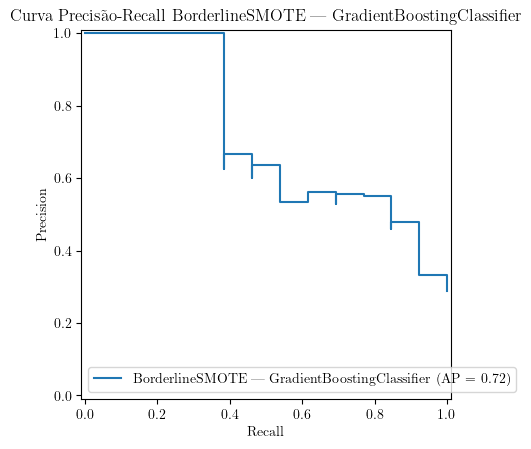 Curva Precisão-Recall BorderlineSMOTE — GradientBoostingClassifier
1.0
0.8
0.6
0.4
0.2
0.0
Precision
BorderlineSMOTE — GradientBoostingClassifier (AP = 0.72)
0.0 0.2 0.4 0.6 0.8 1.0
Recall